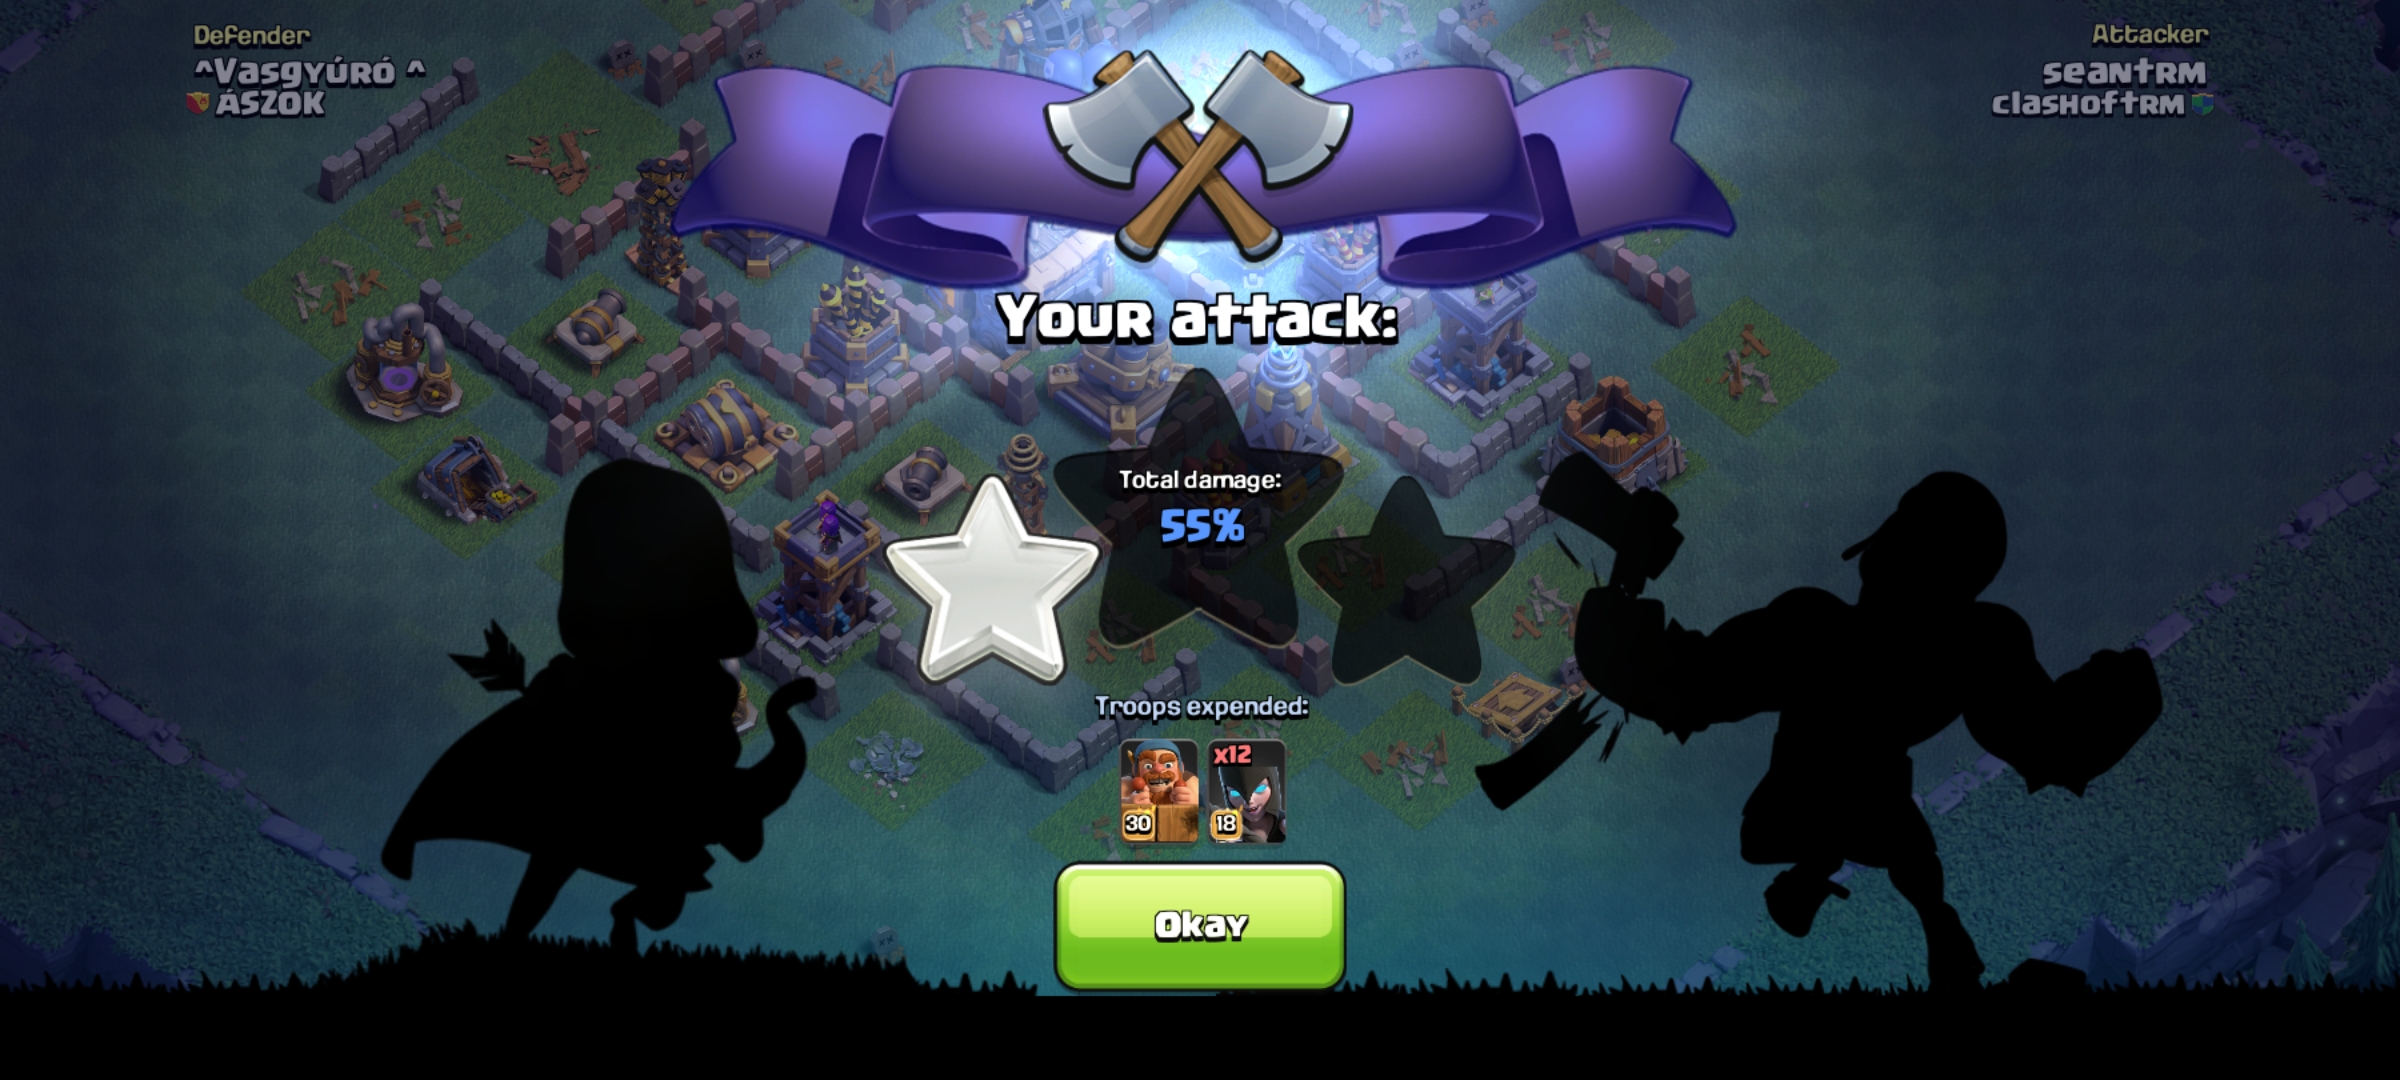 Defender
^Vasgyúró ^
ÁSZOK
Attacker
seantRM
clashoftRM
Your attack:
Total damage:
55%
Troops expended:
x12
30
18
Okay